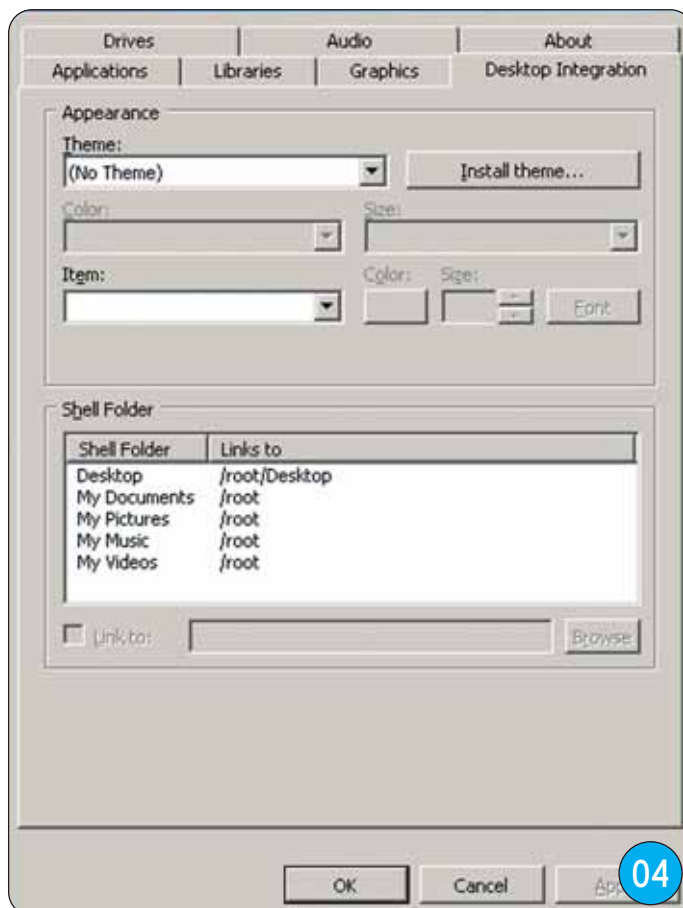 Drives Audio About
Applications Libraries Graphics Desktop Integration
Appearance
Theme:
(No Theme) Install theme...
Color: Size:
Item: Color: Size:
Font
Shell Folder
Shell Folder Links to
Desktop /root/Desktop
My Documents /root
My Pictures /root
My Music /root
My Videos /root
Link to: Browse
OK Cancel
04